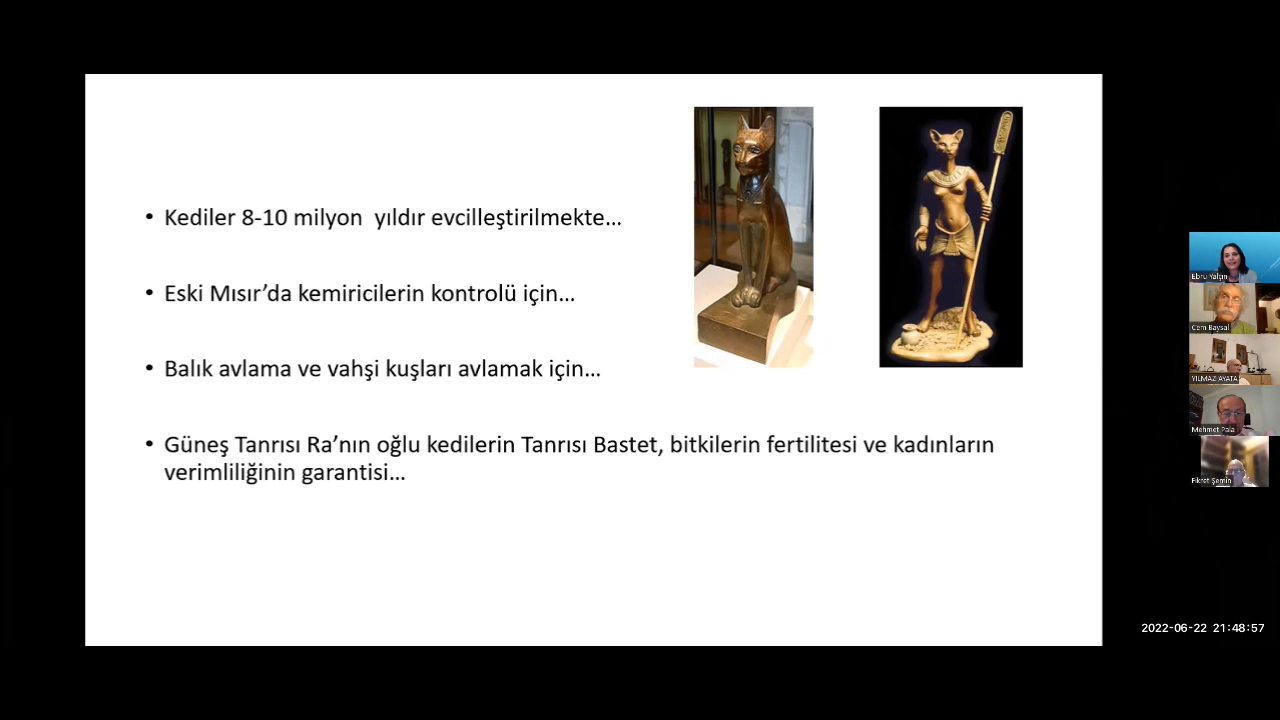 • Kediler 8-10 milyon  yıldır evcilleştirilmekte...
• Eski Mısır'da kemiricilerin kontrolü için...
• Balık avlama ve vahşi kuşları avlamak için...
• Güneş Tanrısı Ra'nın oğlu kedilerin Tanrısı Bastet, bitkilerin fertilitesi ve kadınların
verimliliğinin garantisi...
Ebru Yalçın
Cem Baysal
YILMAZ AYATA
Mehmet Pala
Fikret Şemin
2022-06-22 21:48:57